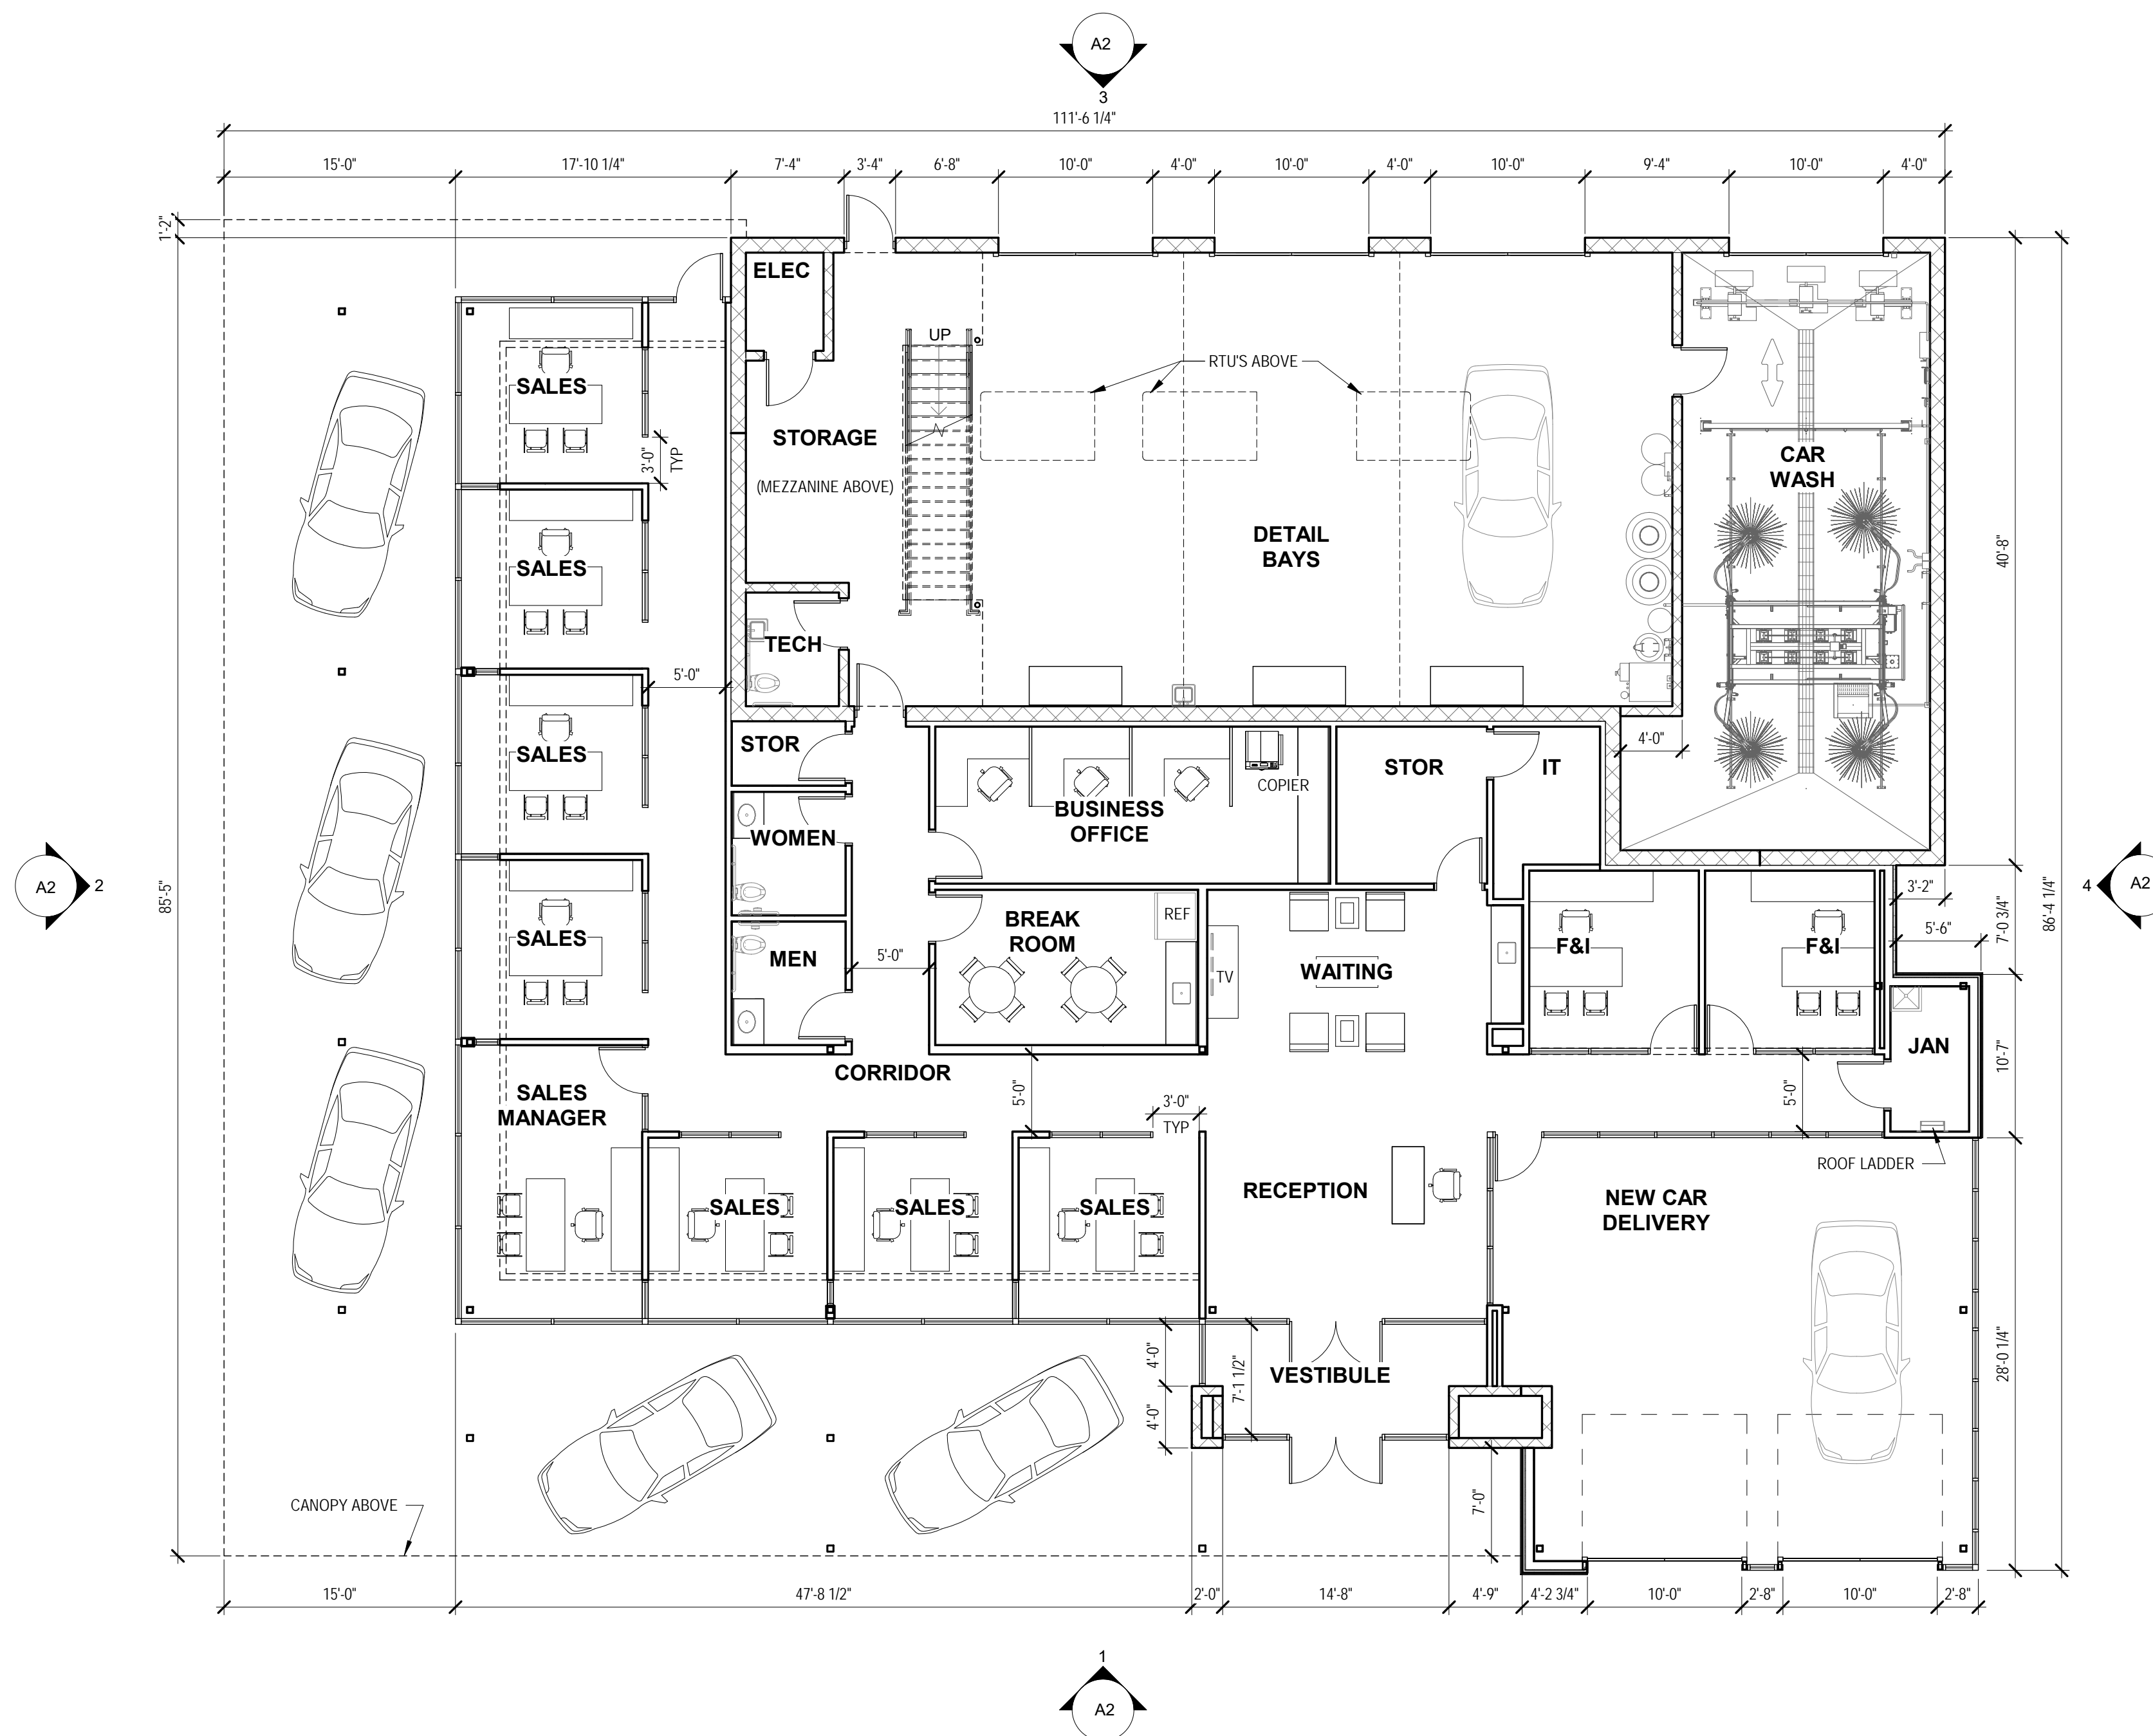 A2
3
111'-6 1/4"
15'-0"
17'-10 1/4"
7'-4"
3'-4"
6'-8"
10'-0"
4'-0"
10'-0"
4'-0"
10'-0"
9'-4"
10'-0"
4'-0"
1'-2"
ELEC
UP
RTU'S ABOVE
SALES
STORAGE
3'-0"
TYP
(MEZZANINE ABOVE)
CAR
WASH
DETAIL
BAYS
40'-8"
SALES
TECH
5'-0"
SALES
STOR
4'-0"
STOR
IT
COPIER
BUSINESS
OFFICE
WOMEN
85'-5"
A2
2
4
A2
3'-2"
7'-0 3/4"
86'-4 1/4"
5'-6"
REF
BREAK
ROOM
SALES
MEN
5'-0"
TV
WAITING
F&I
F&I
JAN
10'-7"
CORRIDOR
SALES
MANAGER
5'-0"
3'-0"
TYP
5'-0"
ROOF LADDER
RECEPTION
NEW CAR
DELIVERY
SALES
SALES
SALES
4'-0"
7'-1 1/2"
VESTIBULE
28'-0 1/4"
4'-0"
7'-0"
CANOPY ABOVE
15'-0"
47'-8 1/2"
2'-0"
14'-8"
4'-9"
4'-2 3/4"
10'-0"
2'-8"
10'-0"
2'-8"
1
A2